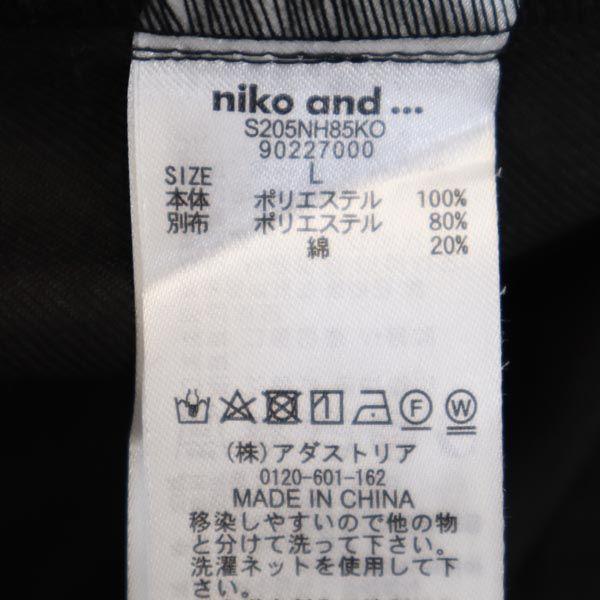 niko and ...
S205NH85KO
90227000
SIZE L
本体 ポリエステル 100%
別布 ポリエステル 80%
綿 20%
F W
(株)アダストリア
0120-601-162
MADE IN CHINA
移染しやすいので他の物
と分けて洗って下さい。
洗濯ネットを使用して下
さい。